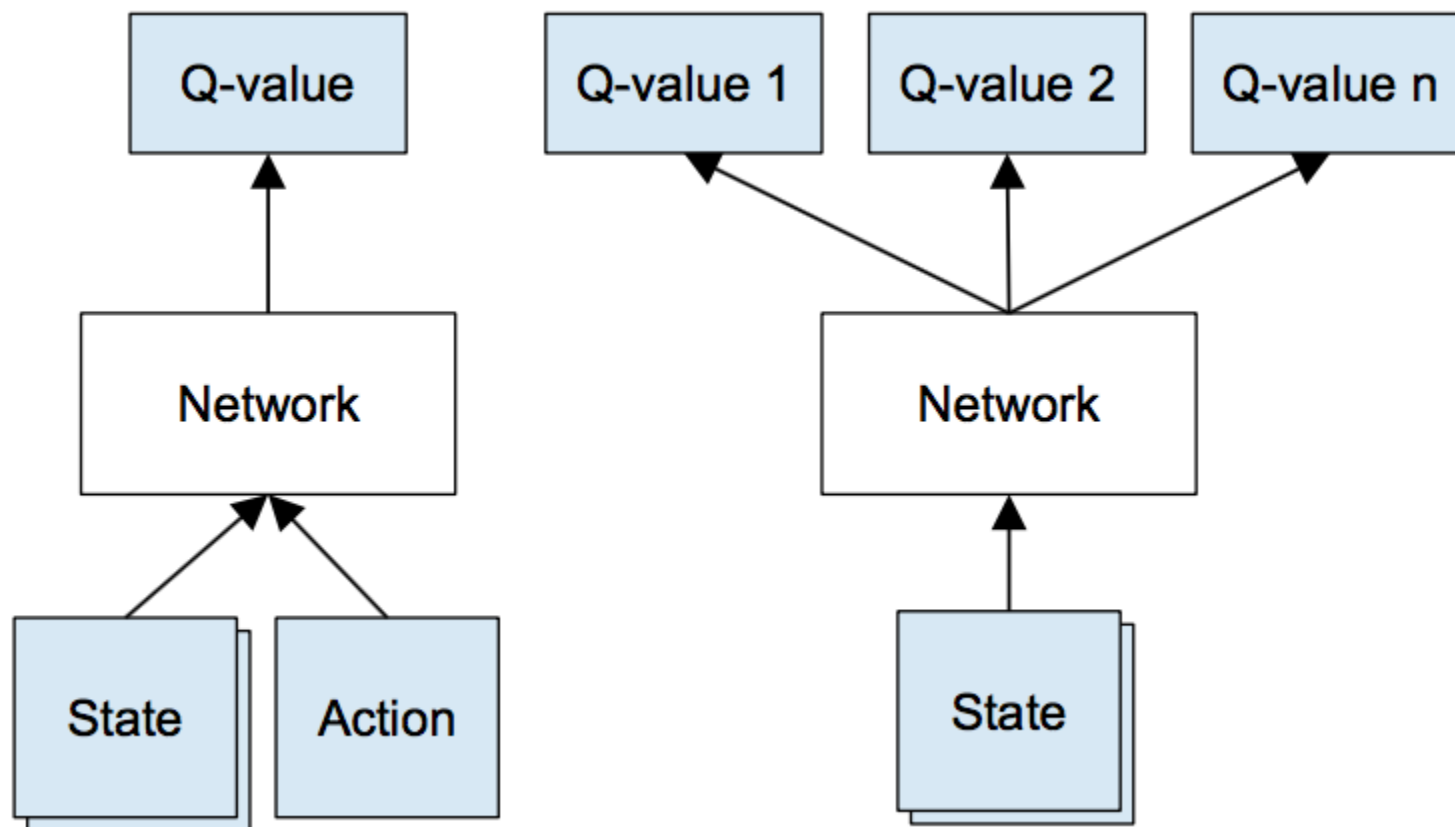 Q-value
Q-value 1
Q-value 2
Q-value n
Network
Network
State
Action
State